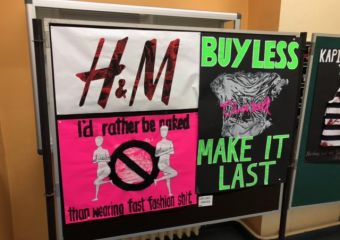 H&M
I'd rather be naked
than wearing fast fashion shit
BUY LESS
MAKE IT
LAST.